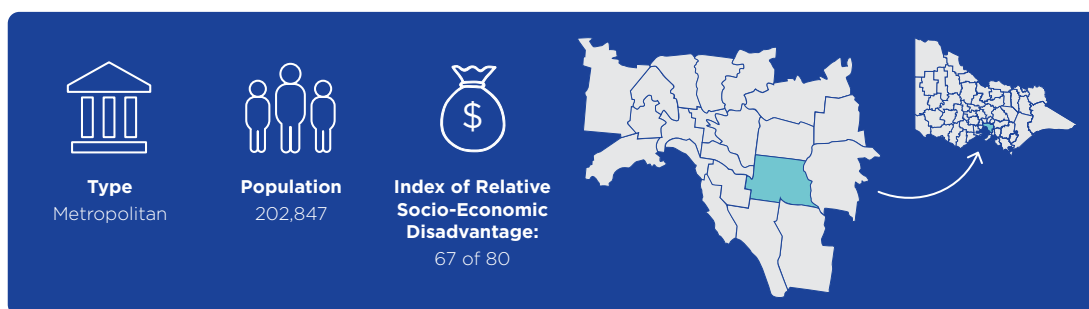 $
Type
Metropolitan
Population
202,847
Index of Relative
Socio-Economic
Disadvantage:
67 of 80